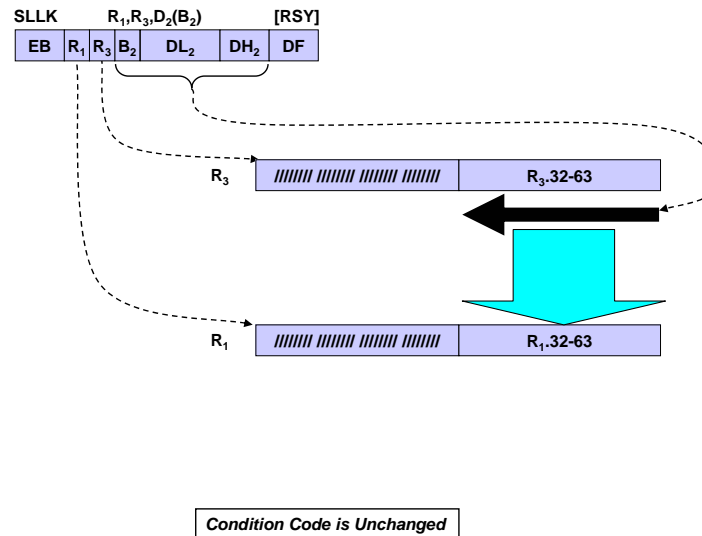 SLLK R₁,R₃,D₂(B₂) [RSY]
EB R₁ R₃ B₂ DL₂ DH₂ DF
R₃ //////// //////// //////// //////// R₃.32-63
R₁ //////// //////// //////// //////// R₁.32-63
Condition Code is Unchanged